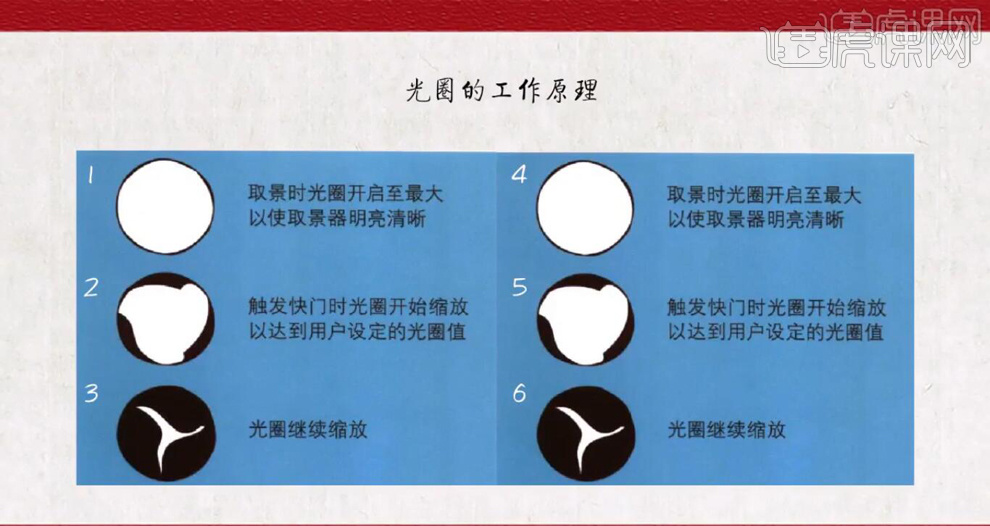 虎课网
虎课网
光圈的工作原理
1
取景时光圈开启至最大
以使取景器明亮清晰
2
触发快门时光圈开始缩放
以达到用户设定的光圈值
3
光圈继续缩放
4
取景时光圈开启至最大
以使取景器明亮清晰
5
触发快门时光圈开始缩放
以达到用户设定的光圈值
6
光圈继续缩放